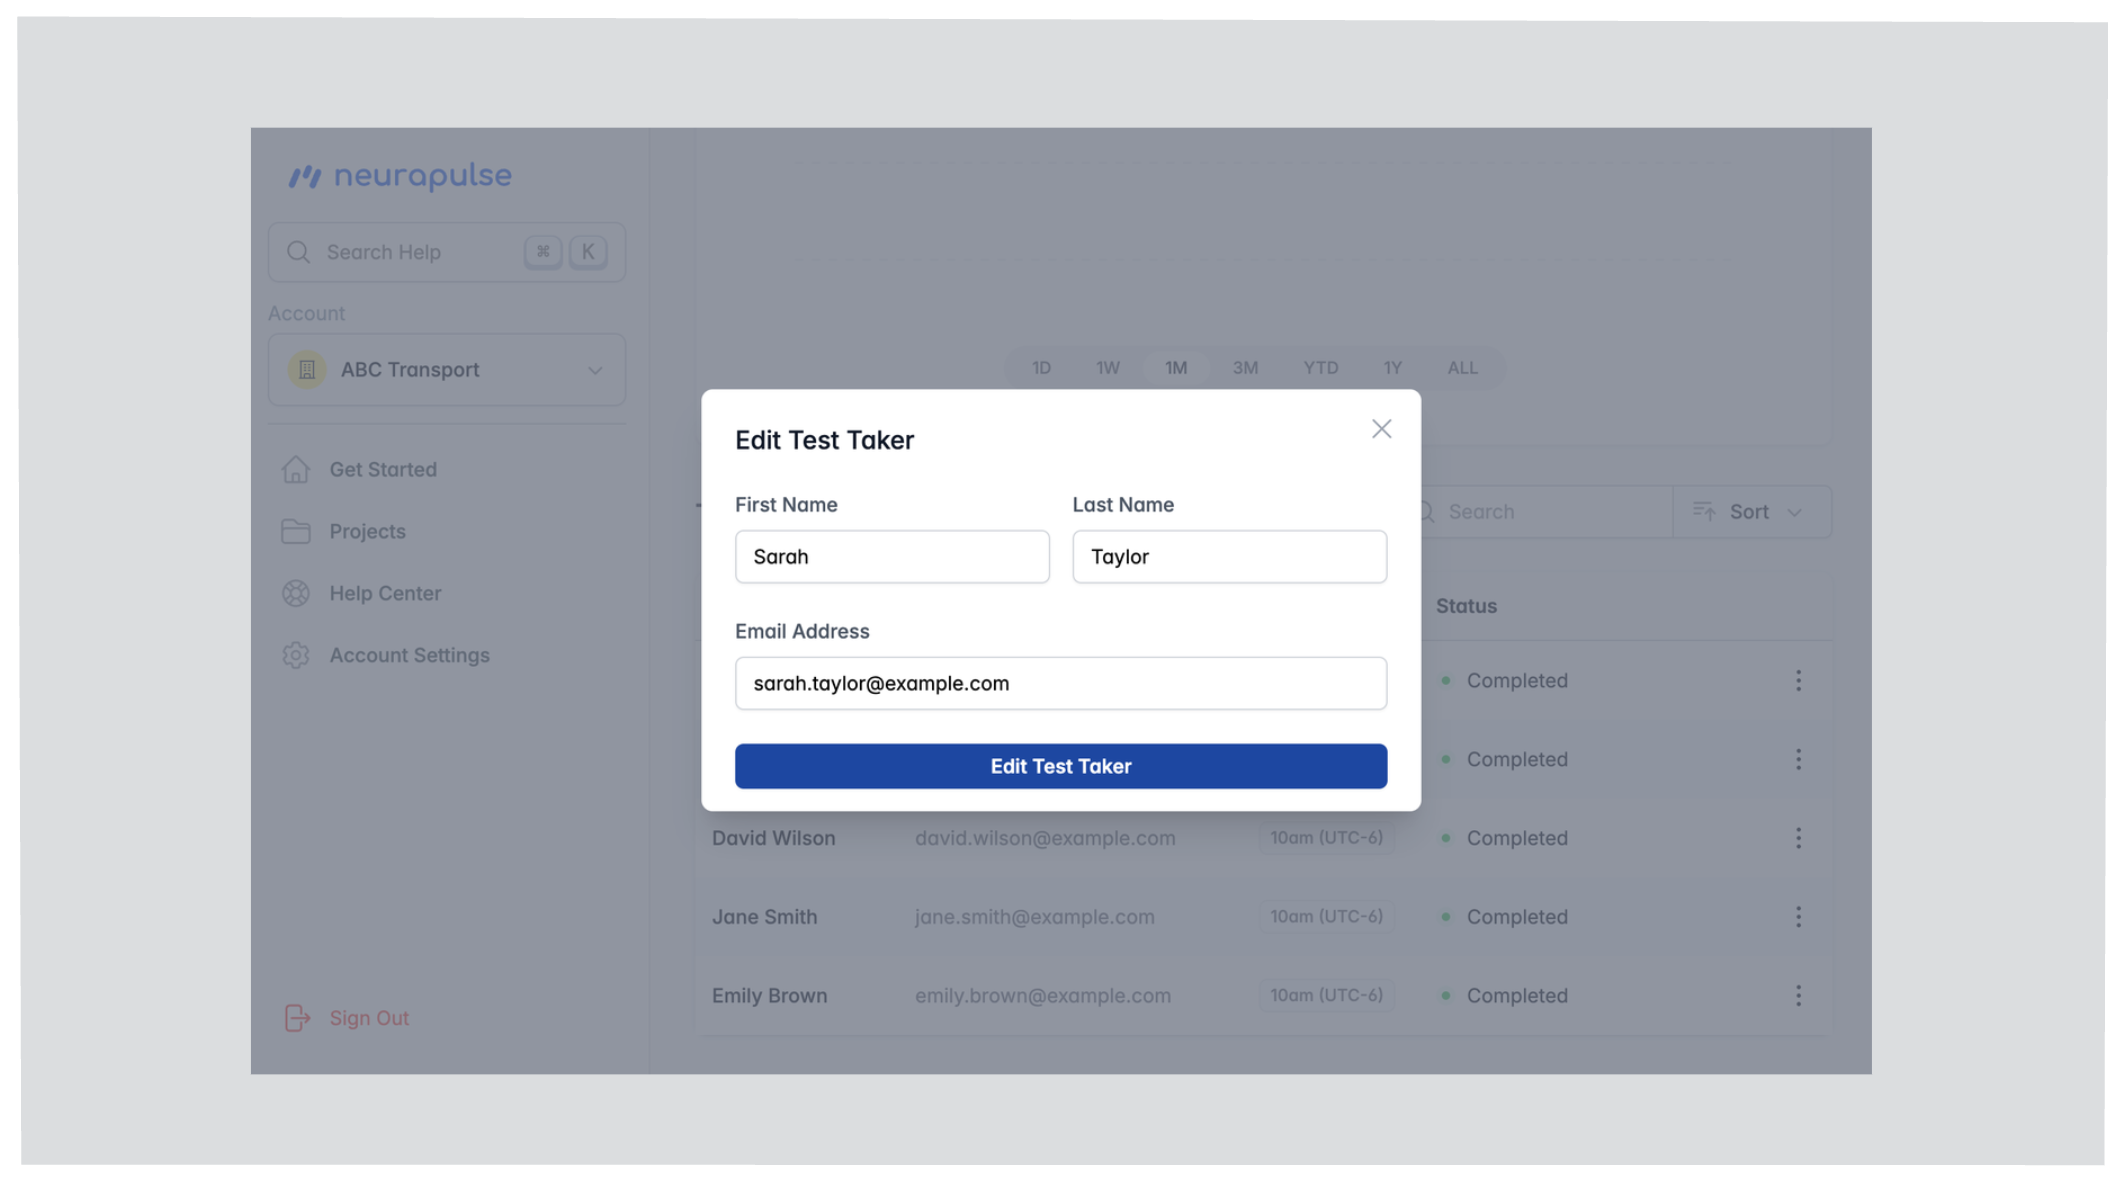 neurapulse
Search Help ⌘ K
Account
ABC Transport
Get Started
Projects
Help Center
Account Settings
Sign Out
1D 1W 1M 3M YTD 1Y ALL
Search Sort
Status
Completed
Completed
David Wilson david.wilson@example.com 10am (UTC-6) Completed
Jane Smith jane.smith@example.com 10am (UTC-6) Completed
Emily Brown emily.brown@example.com 10am (UTC-6) Completed
Edit Test Taker
First Name Last Name
Sarah Taylor
Email Address
sarah.taylor@example.com
Edit Test Taker